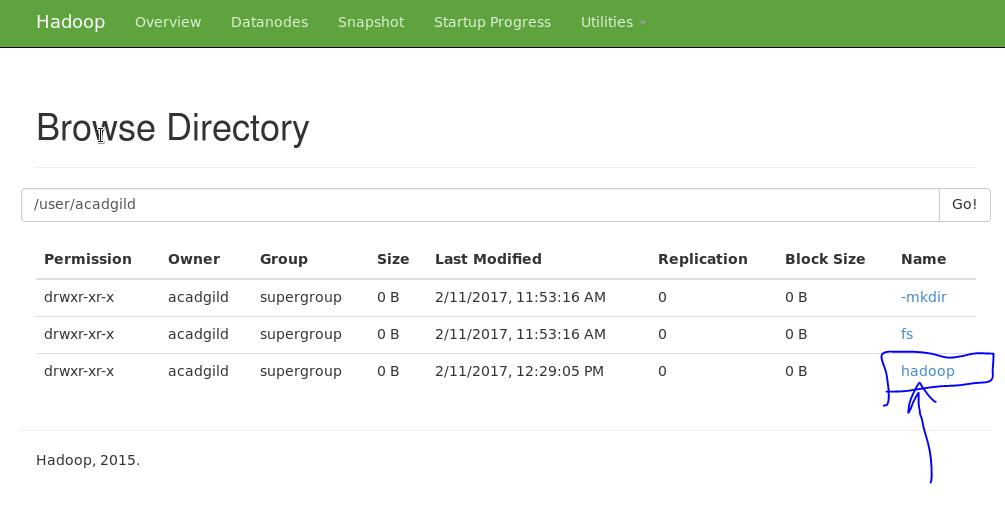 Hadoop Overview Datanodes Snapshot Startup Progress Utilities
Browse Directory
/user/acadgild Go!
Permission Owner Group Size Last Modified Replication Block Size Name
drwxr-xr-x acadgild supergroup 0 B 2/11/2017, 11:53:16 AM 0 0 B -mkdir
drwxr-xr-x acadgild supergroup 0 B 2/11/2017, 11:53:16 AM 0 0 B fs
drwxr-xr-x acadgild supergroup 0 B 2/11/2017, 12:29:05 PM 0 0 B hadoop
Hadoop, 2015.